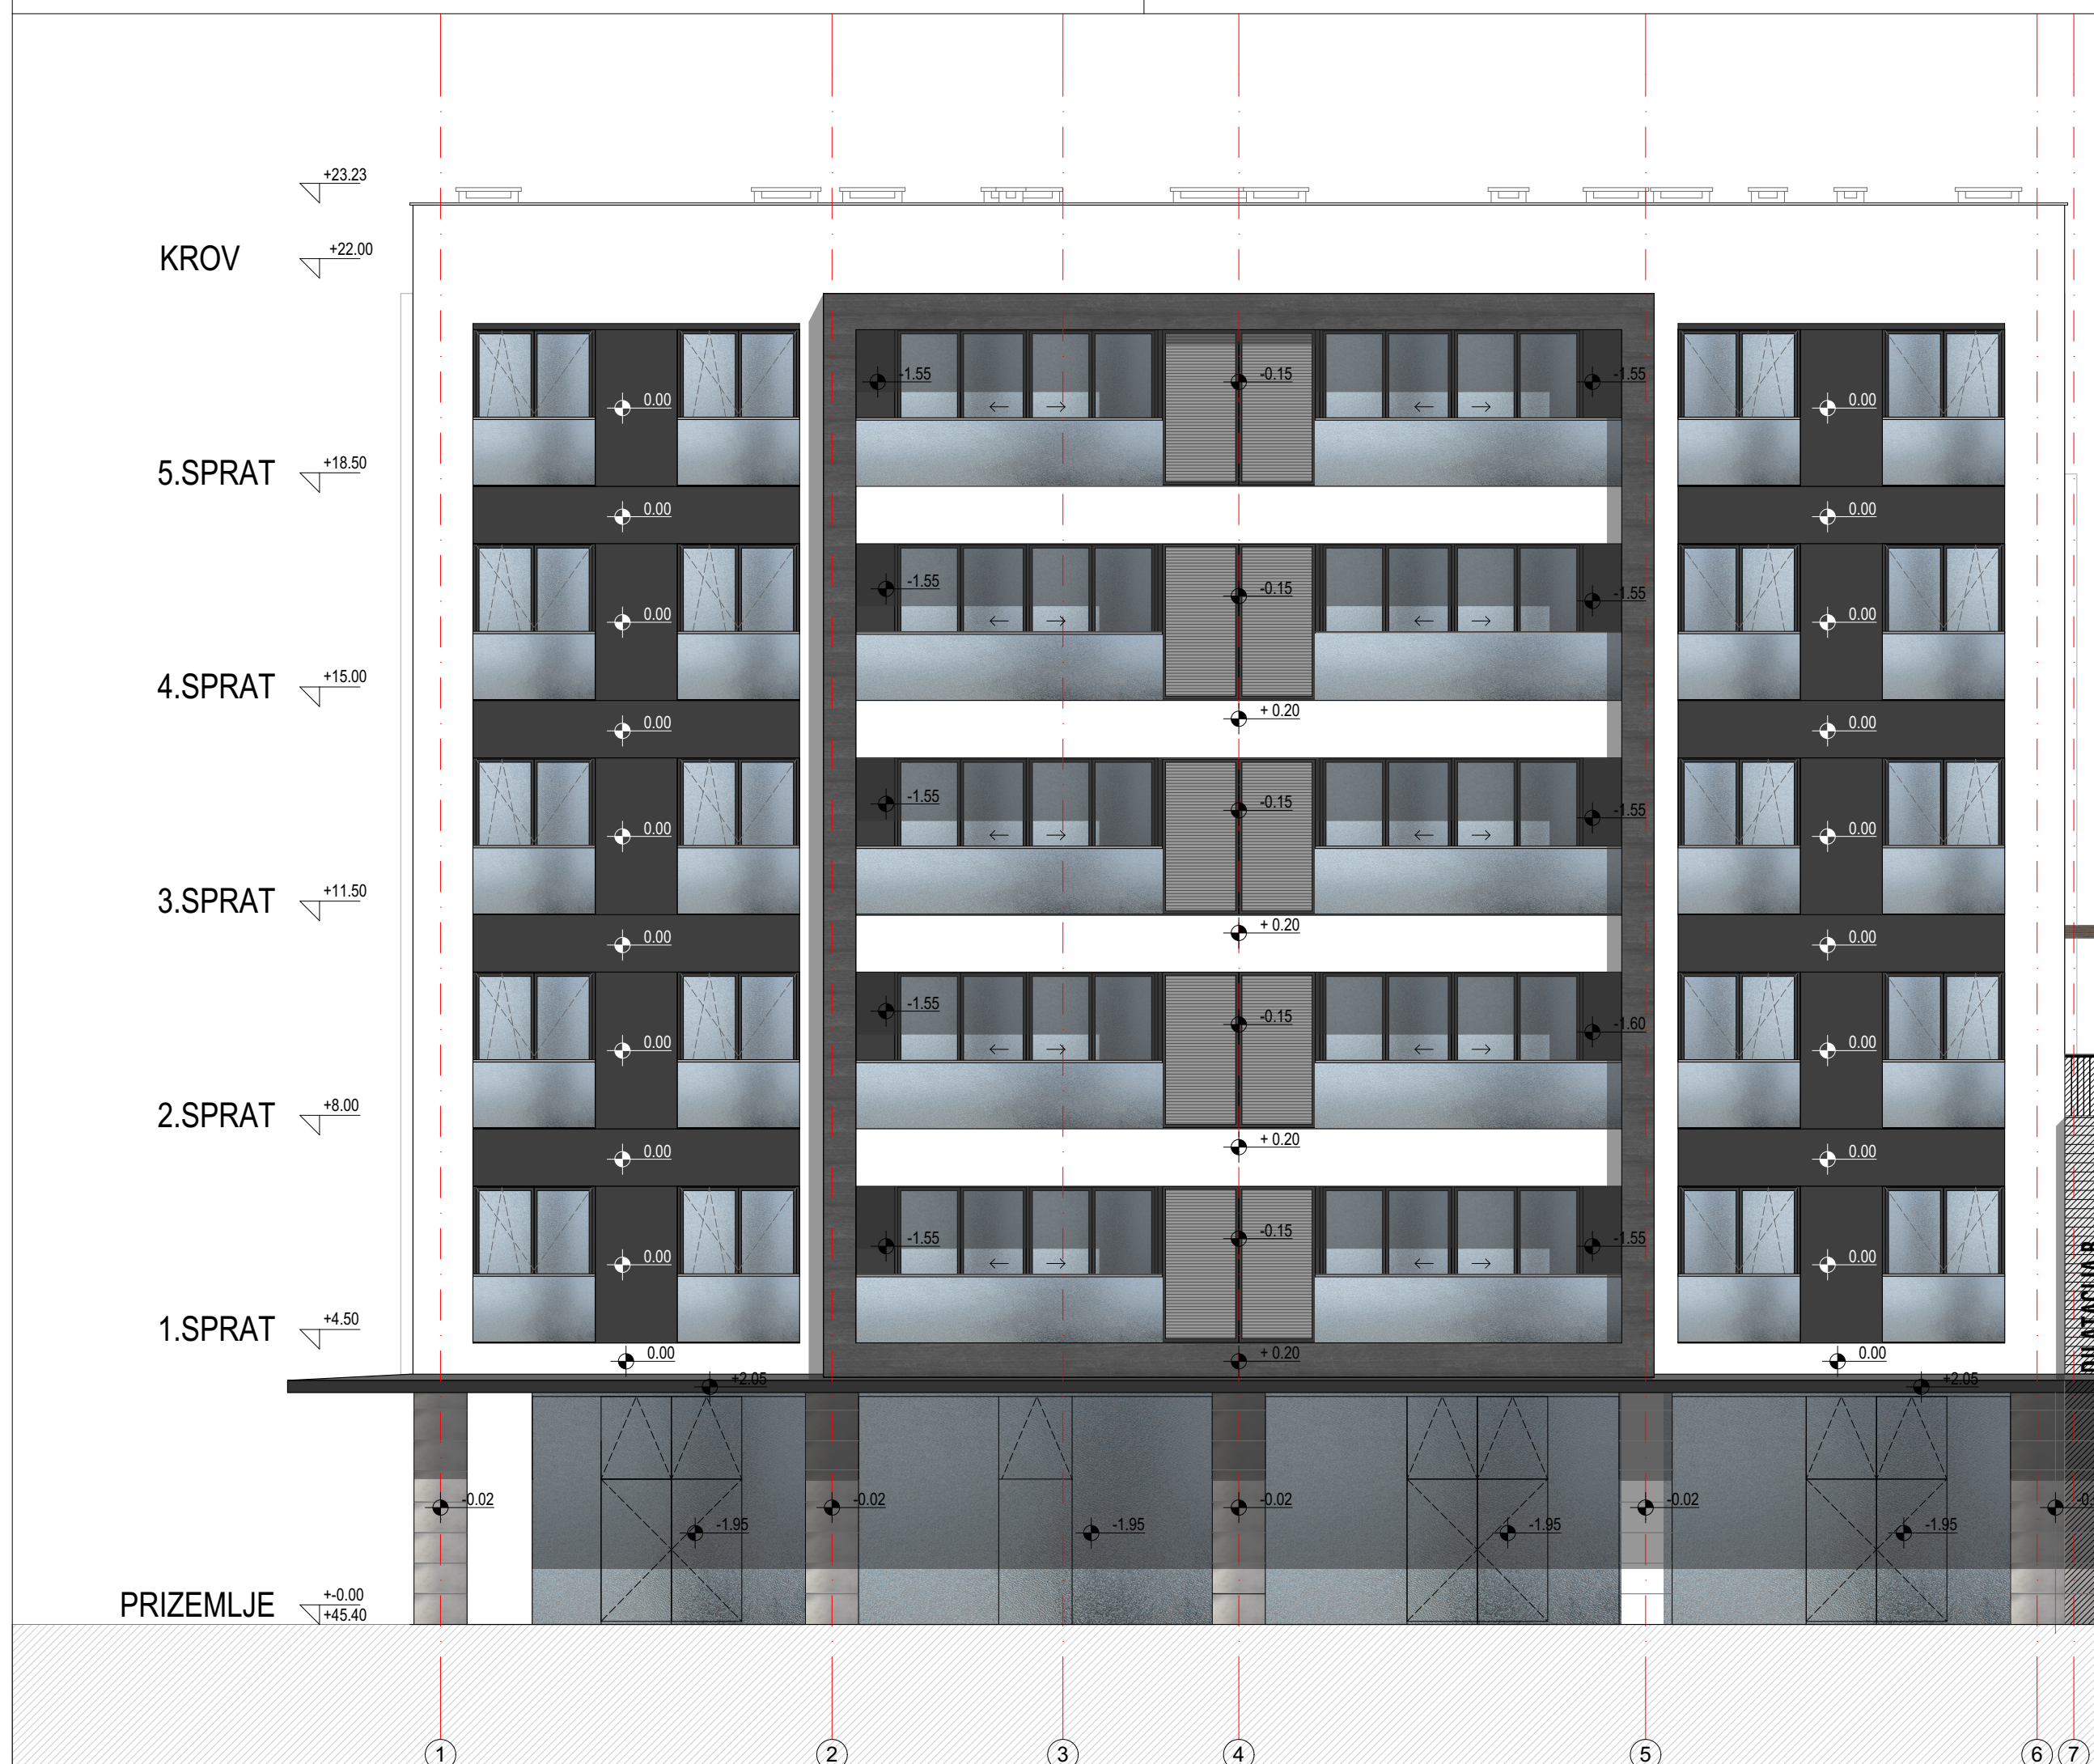 +23.23
KROV +22.00
-1.55 -0.15 -1.55
0.00 0.00
5.SPRAT +18.50
0.00 0.00
-1.55 -0.15 -1.55
0.00 0.00
4.SPRAT +15.00
+ 0.20
0.00 0.00
-1.55 -0.15 -1.55
0.00 0.00
3.SPRAT +11.50
+ 0.20
0.00 0.00
-1.55 -0.15 -1.60
0.00 0.00
2.SPRAT +8.00
+ 0.20
0.00 0.00
-1.55 -0.15 -1.55
0.00 0.00
1.SPRAT +4.50
0.00 + 0.20 0.00
+2.05 +2.05
-0.02 -0.02 -0.02 -0.02
-1.95 -1.95 -1.95 -1.95
PRIZEMLJE +-0.00
+45.40
1 2 3 4 5 6 7